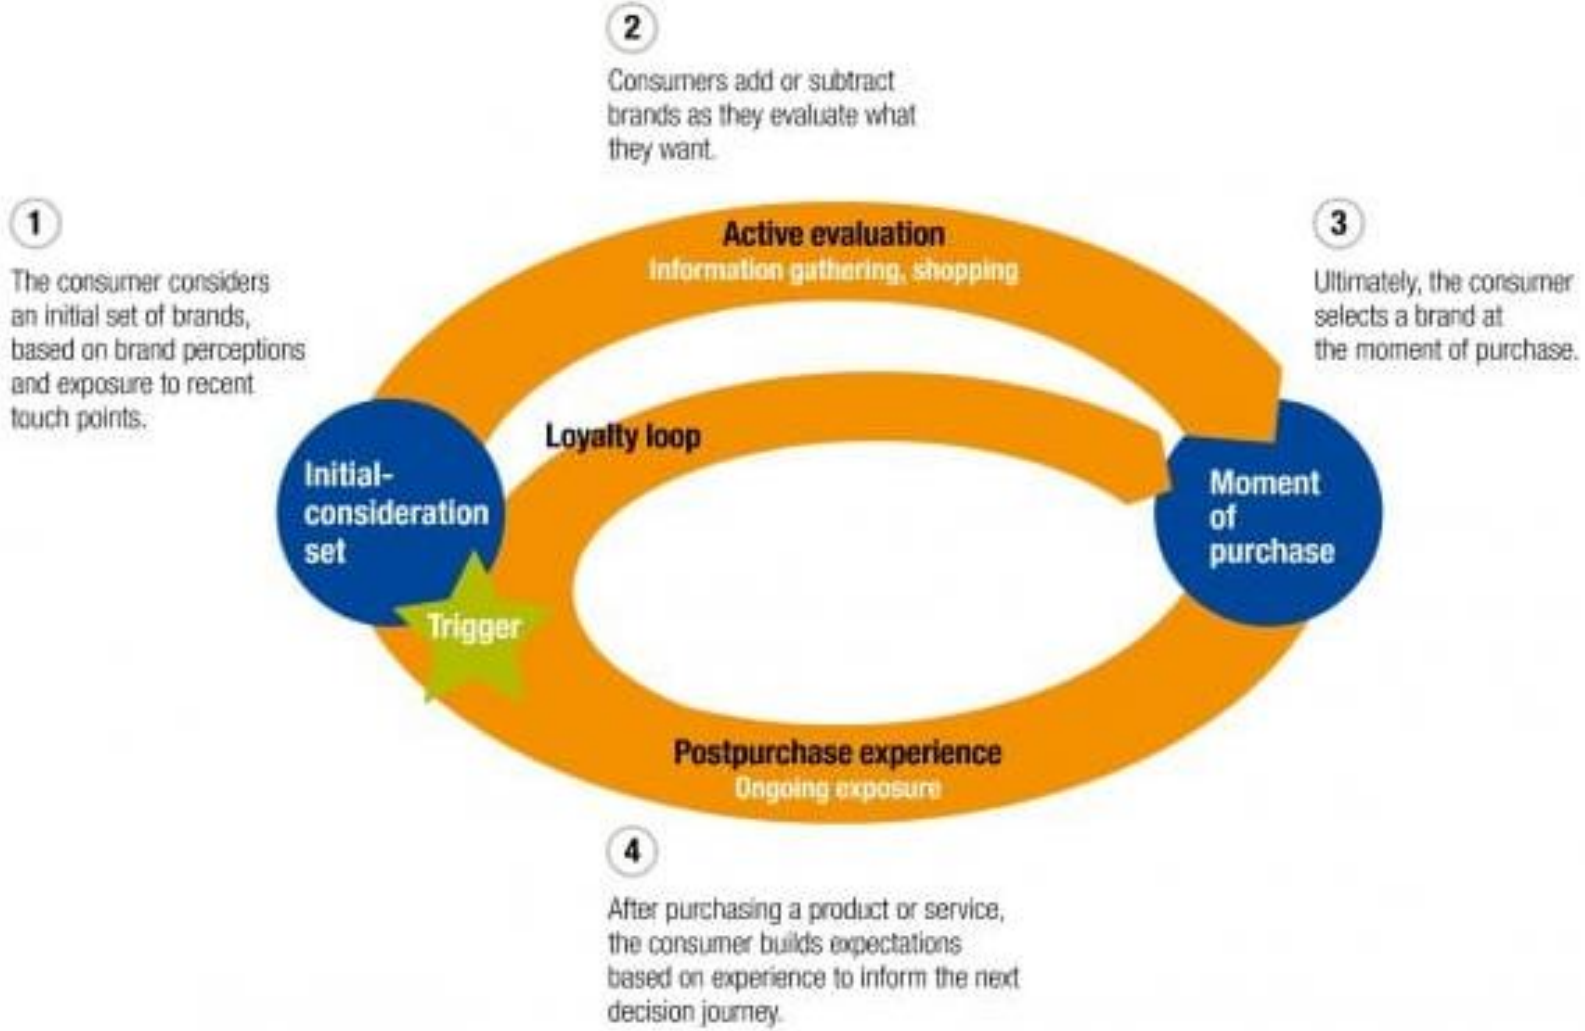 1
The consumer considers
an initial set of brands,
based on brand perceptions
and exposure to recent
touch points.
2
Consumers add or subtract
brands as they evaluate what
they want.
3
Ultimately, the consumer
selects a brand at
the moment of purchase.
Active evaluation
Information gathering, shopping
Loyalty loop
Initial-
consideration
set
Trigger
Moment
of
purchase
Postpurchase experience
Ongoing exposure
4
After purchasing a product or service,
the consumer builds expectations
based on experience to inform the next
decision journey.